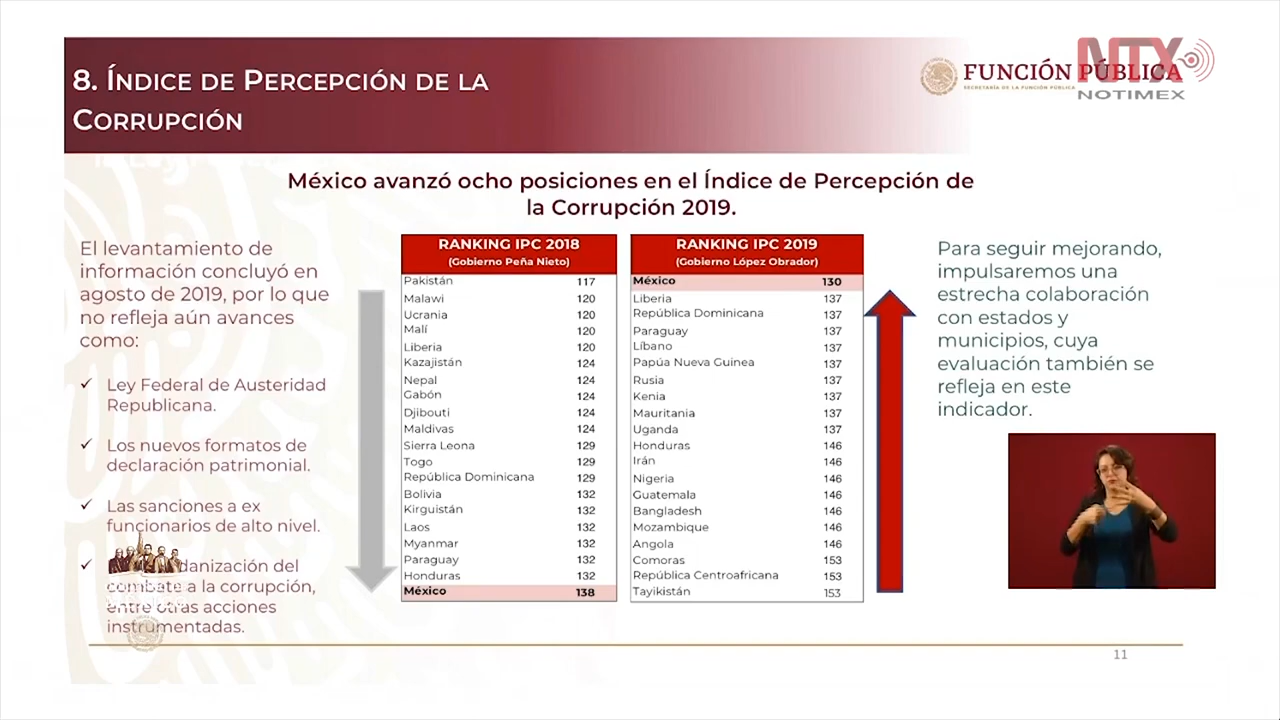 8. ÍNDICE DE PERCEPCIÓN DE LA
CORRUPCIÓN
FUNCIÓN PÚBLICA
SECRETARÍA DE LA FUNCIÓN PÚBLICA
NTX
NOTIMEX
México avanzó ocho posiciones en el Índice de Percepción de
la Corrupción 2019.
El levantamiento de
información concluyó en
agosto de 2019, por lo que
no refleja aún avances
como:
✓ Ley Federal de Austeridad
Republicana.
✓ Los nuevos formatos de
declaración patrimonial.
✓ Las sanciones a ex
funcionarios de alto nivel.
✓ del
a la corrupción,
acciones
instrumentadas.
RANKING IPC 2018
(Gobierno Peña Nieto)
Pakistán 117
Malawi 120
Ucrania 120
Malí 120
Liberia 120
Kazajistán 124
Nepal 124
Gabón 124
Djibouti 124
Maldivas 124
Sierra Leona 129
Togo 129
República Dominicana 129
Bolivia 132
Kirguistán 132
Laos 132
Myanmar 132
Paraguay 132
Honduras 132
México 138
RANKING IPC 2019
(Gobierno López Obrador)
México 130
Liberia 137
República Dominicana 137
Paraguay 137
Líbano 137
Papúa Nueva Guinea 137
Rusia 137
Kenia 137
Mauritania 137
Uganda 137
Honduras 146
Irán 146
Nigeria 146
Guatemala 146
Bangladesh 146
Mozambique 146
Angola 146
Comoras 153
República Centroafricana 153
Tayikistán 153
Para seguir mejorando,
impulsaremos una
estrecha colaboración
con estados y
municipios, cuya
evaluación también se
refleja en este
indicador.
11